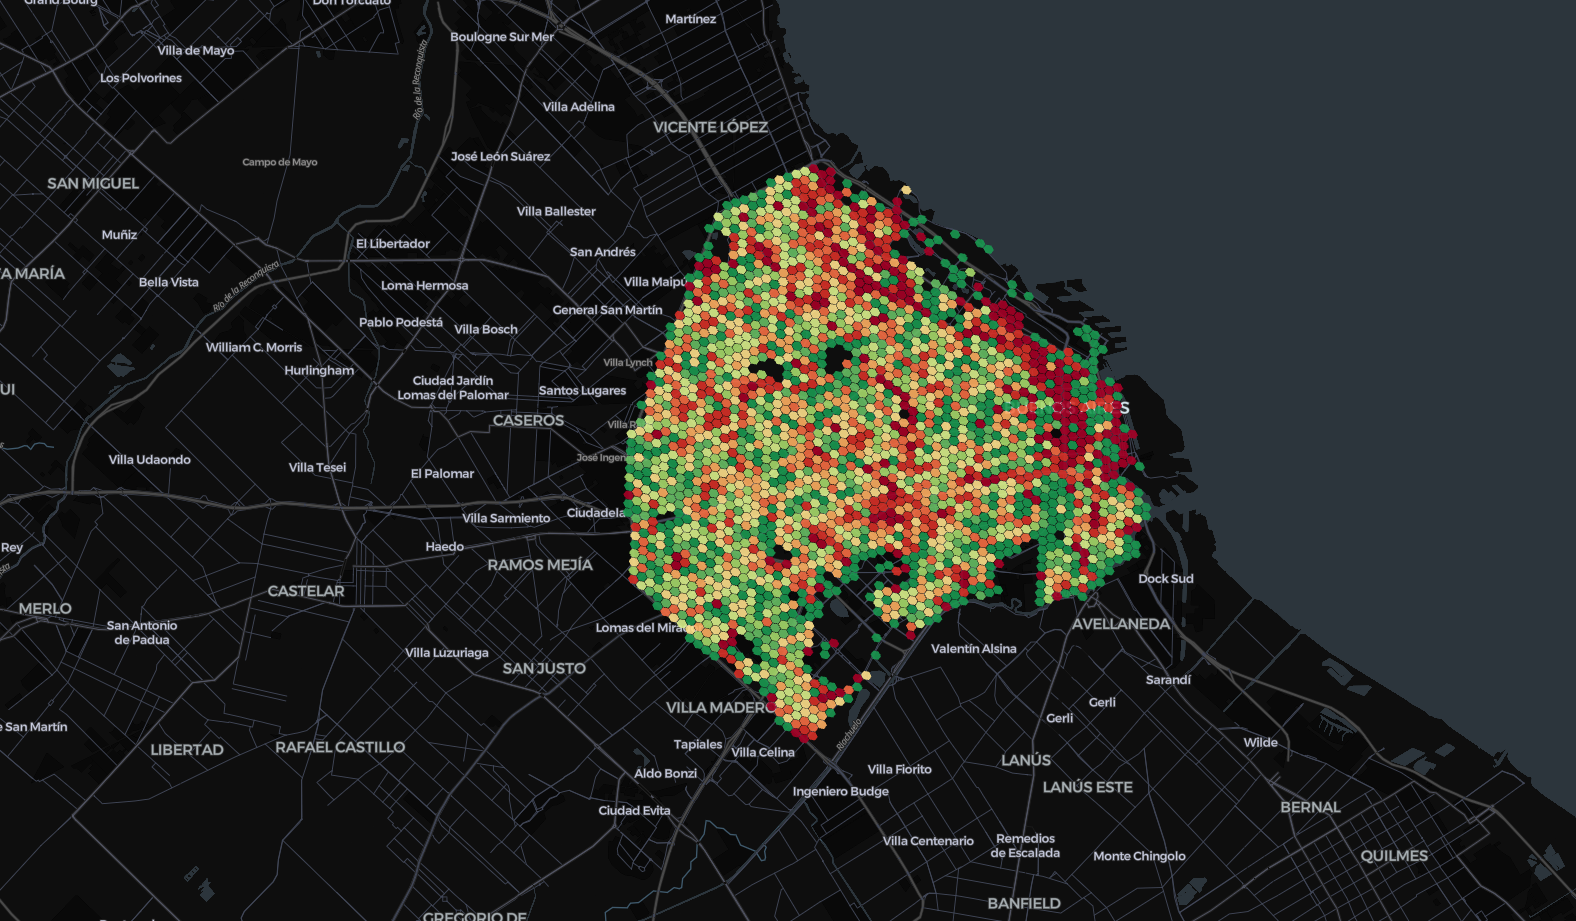 Grand Bourg
Don Torcuato
Martínez
Boulogne Sur Mer
Villa de Mayo
Los Polvorines
Río de la Reconquista
Villa Adelina
VICENTE LÓPEZ
José León Suárez
Campo de Mayo
SAN MIGUEL
Villa Ballester
Muñiz
El Libertador
San Andrés
A MARÍA
Bella Vista
Río de la Reconquista
Loma Hermosa
Villa Maipú
General San Martín
Pablo Podestá
Villa Bosch
William C. Morris
Hurlingham
Villa Lynch
UI
Ciudad Jardín
Lomas del Palomar
Santos Lugares
CASEROS
Villa R
BUENOS AIRES
Villa Udaondo
Villa Tesei
José Ingen
El Palomar
Villa Sarmiento
Ciudadela
Rey
Haedo
RAMOS MEJÍA
Dock Sud
CASTELAR
MERLO
San Antonio
de Padua
Lomas del Mirad
AVELLANEDA
Villa Luzuriaga
SAN JUSTO
Valentín Alsina
Sarandí
Gerli
Gerli
VILLA MADERO
San Martín
LIBERTAD
RAFAEL CASTILLO
Tapiales
Villa Celina
Riachuelo
Wilde
Aldo Bonzi
Villa Fiorito
LANÚS
LANÚS ESTE
Ingeniero Budge
Ciudad Evita
BERNAL
Villa Centenario
Remedios
de Escalada
Monte Chingolo
QUILMES
BANFIELD
GREGORIO DE